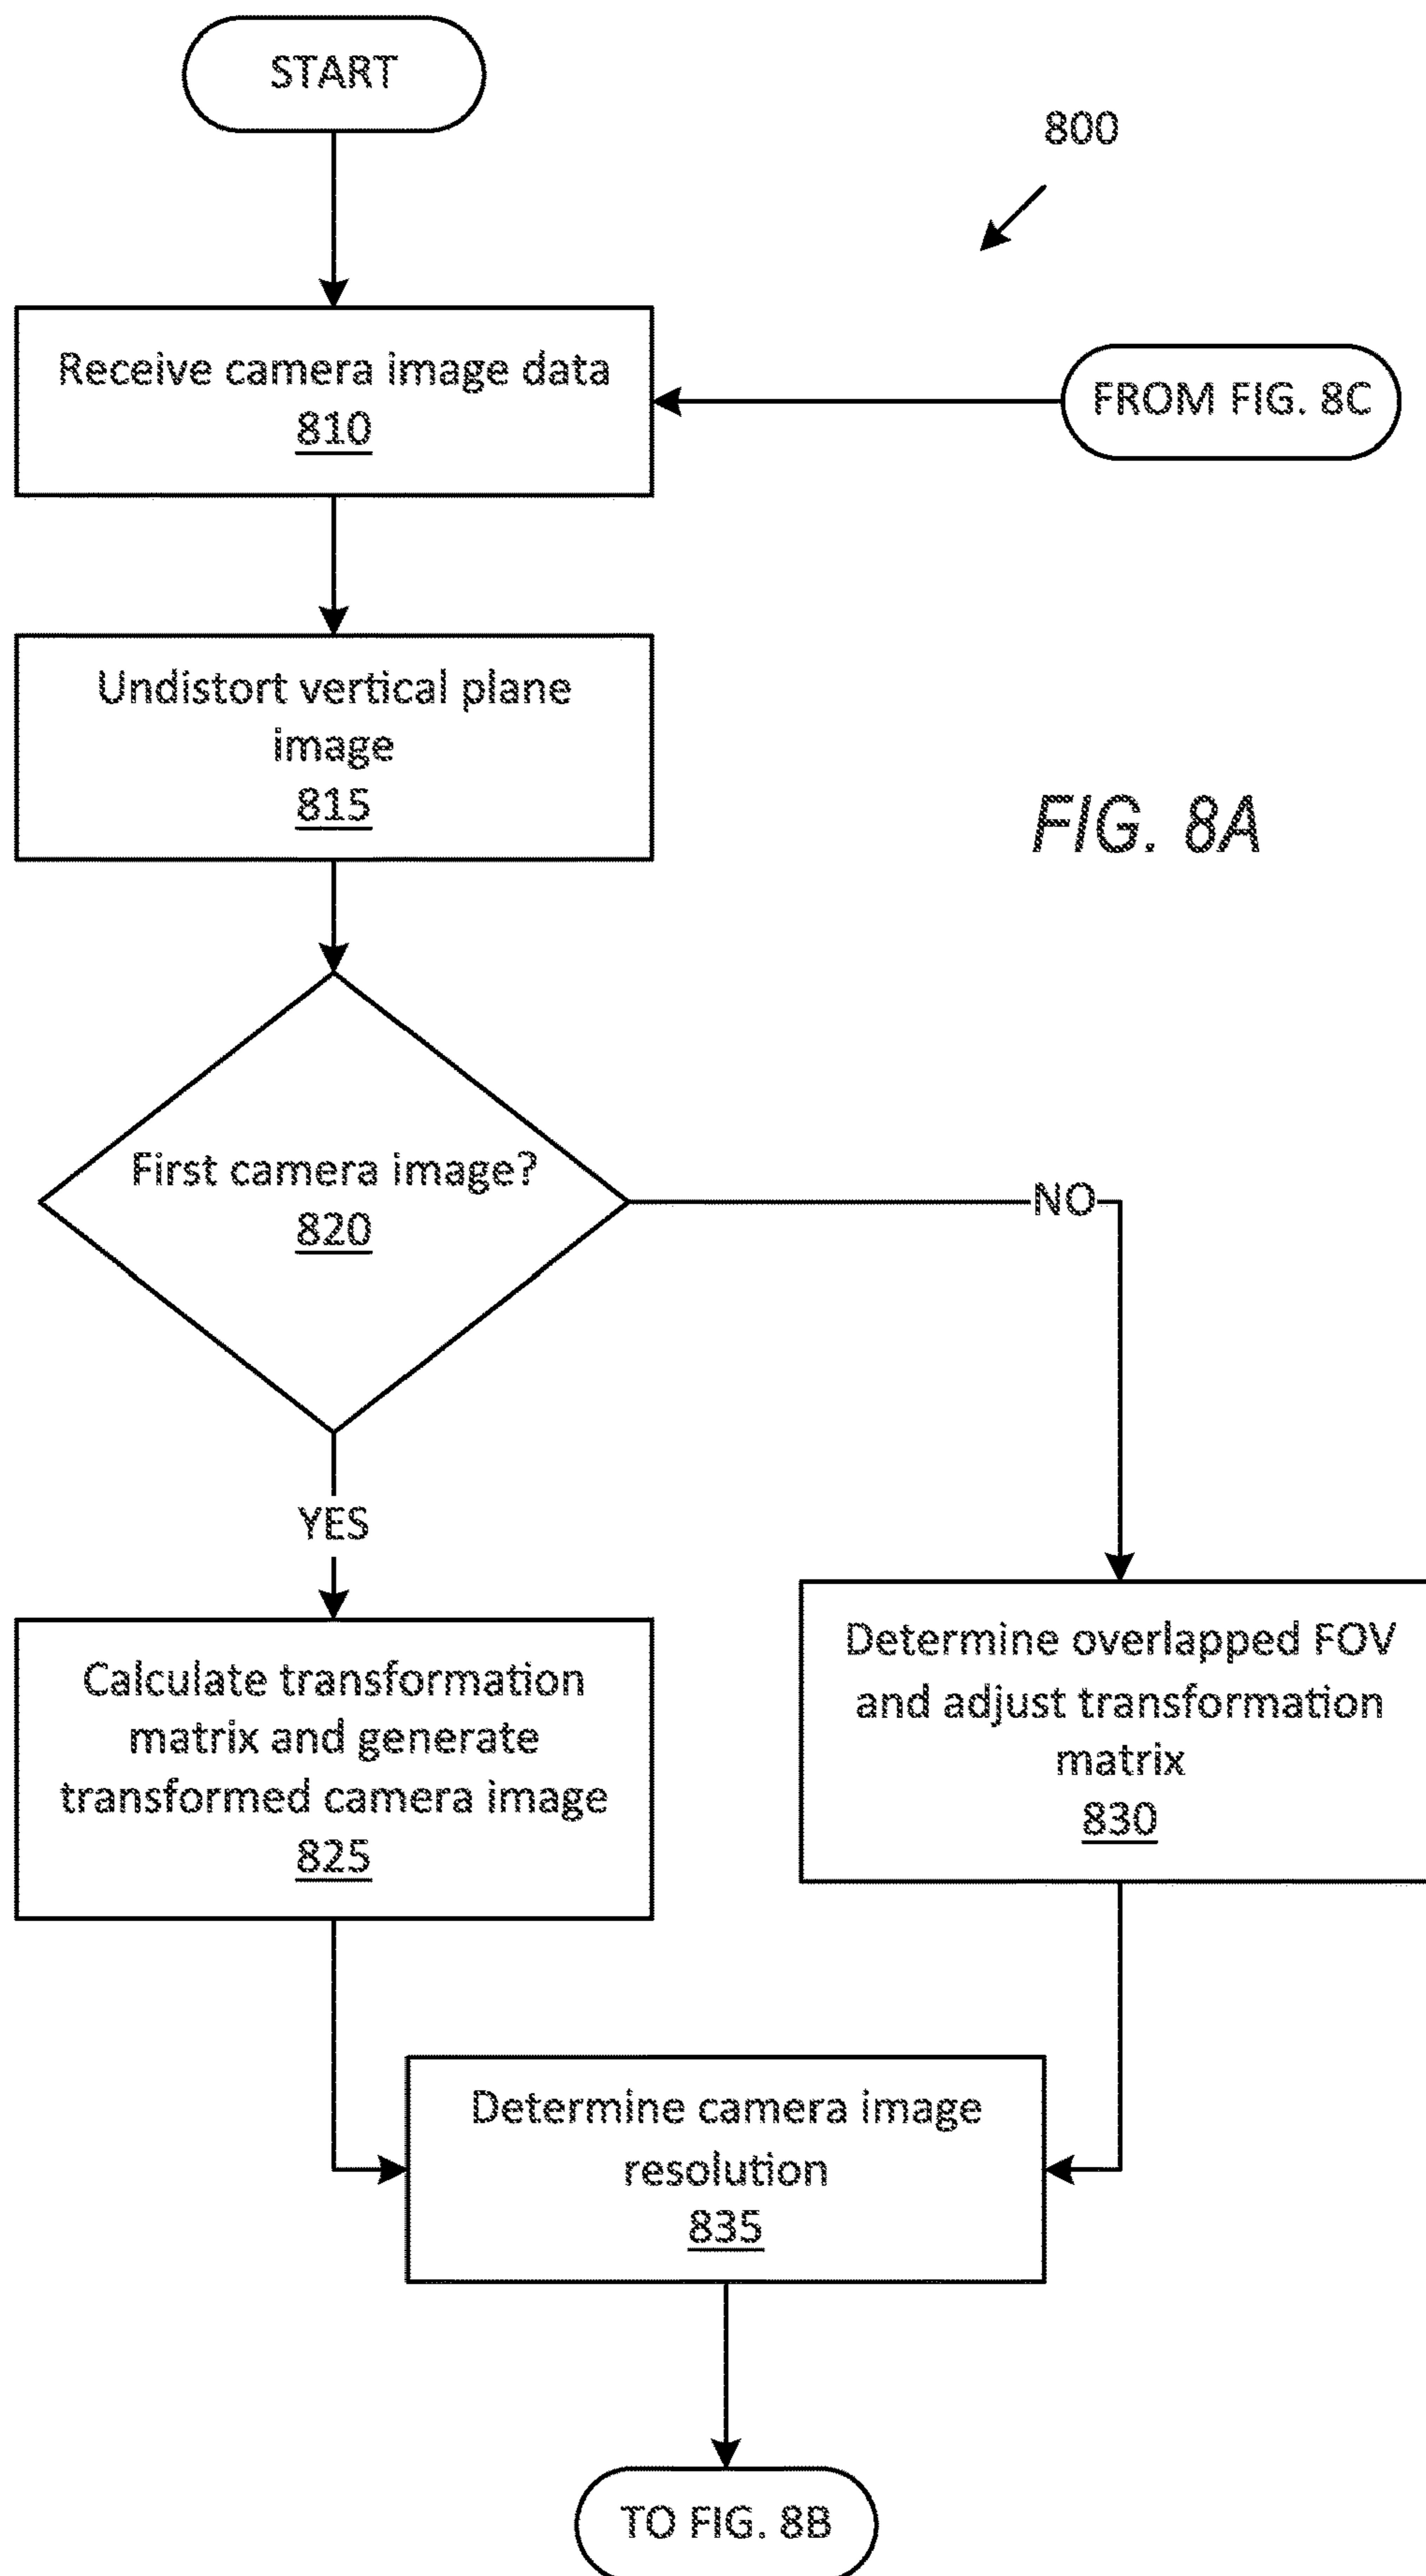 START
800
Receive camera image data
810
FROM FIG. 8C
Undistort vertical plane
image
815
FIG. 8A
First camera image?
820
NO
YES
Calculate transformation
matrix and generate
transformed camera image
825
Determine overlapped FOV
and adjust transformation
matrix
830
Determine camera image
resolution
835
TO FIG. 8B